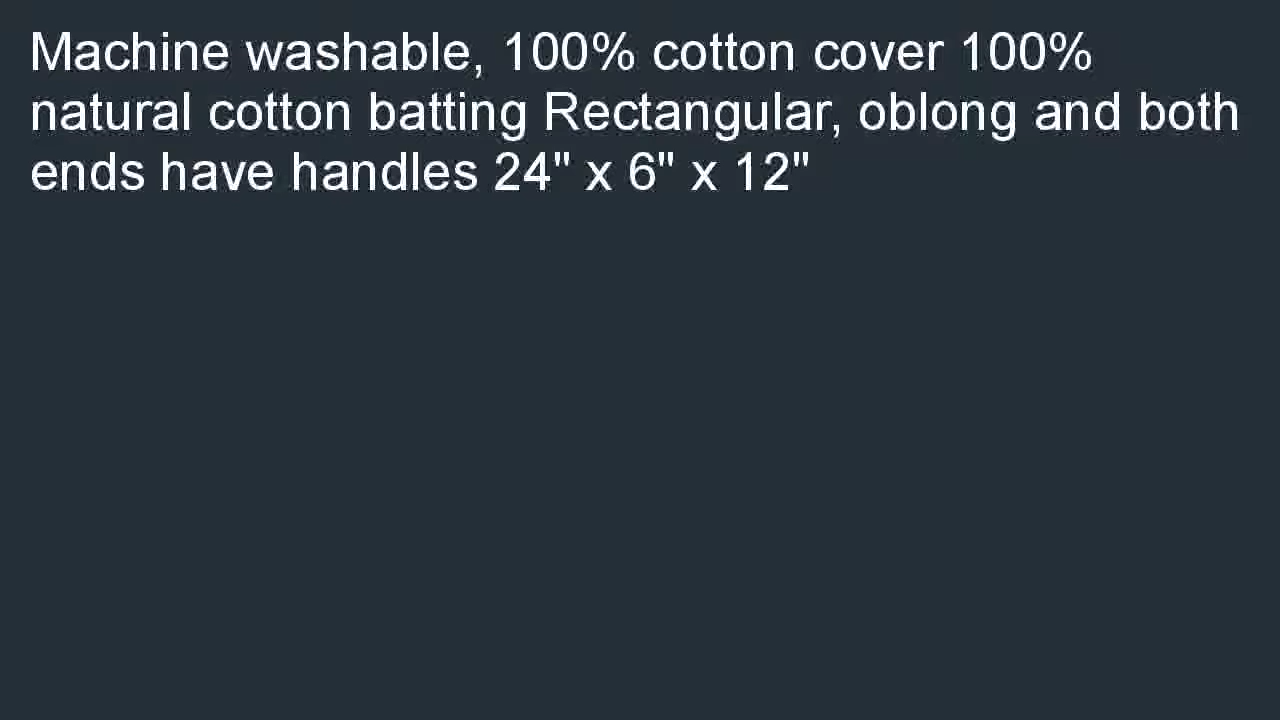 Machine washable, 100% cotton cover 100%
natural cotton batting Rectangular, oblong and both
ends have handles 24" x 6" x 12"